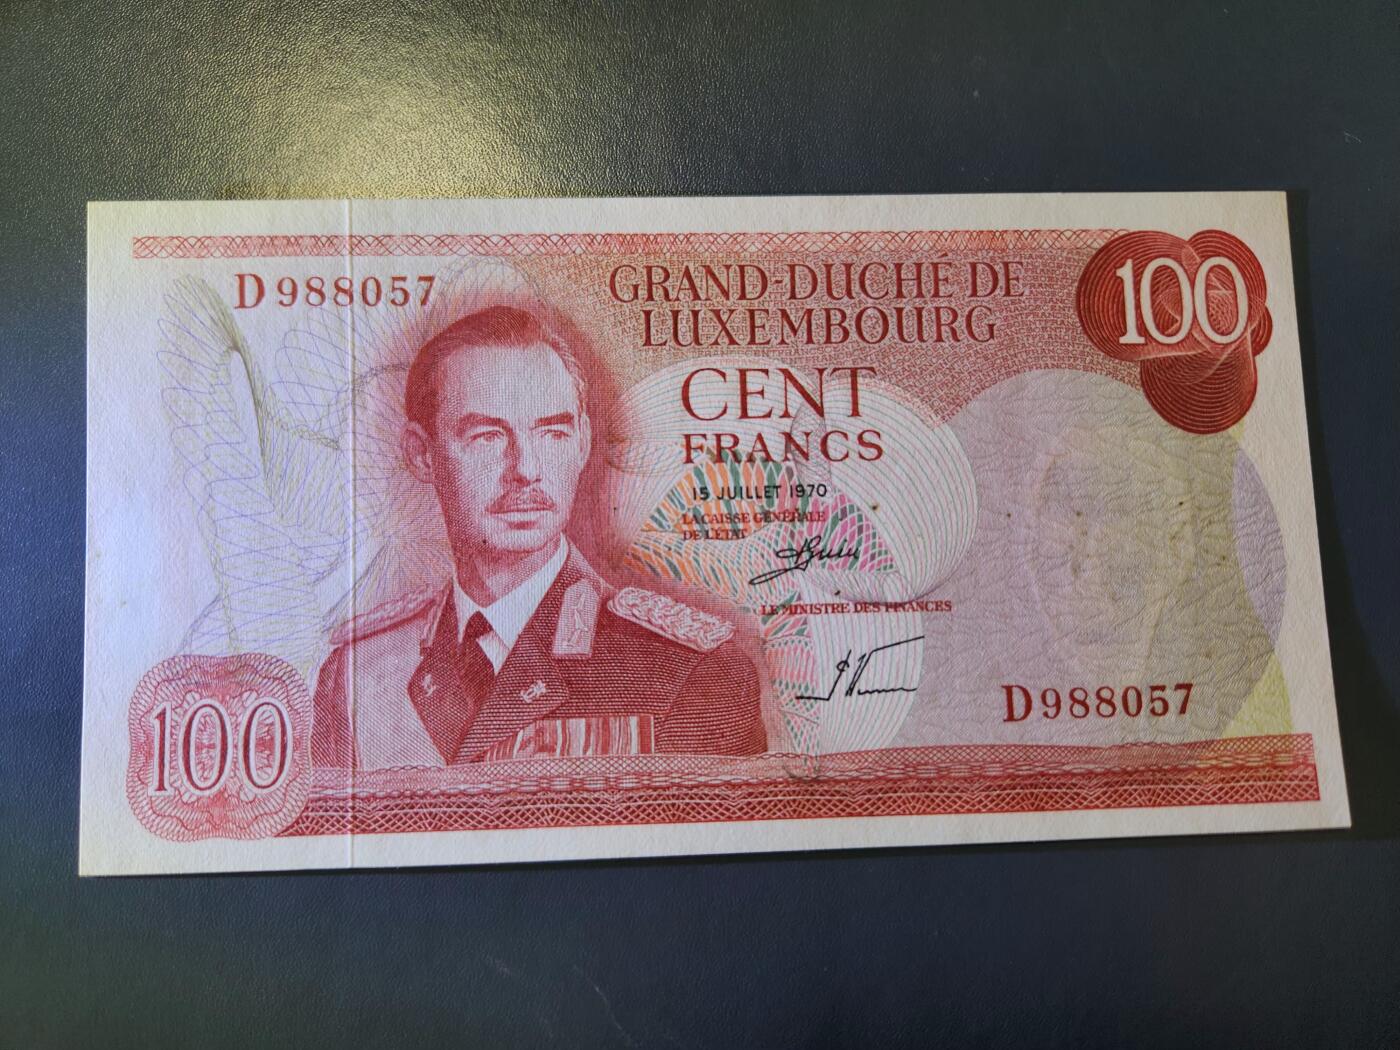 D988057
GRAND-DUCHÉ DE
LUXEMBOURG
100
CENT
FRANCS
15 JUILLET 1970
LA CAISSE GÉNÉRALE
DE L'ÉTAT
LE MINISTRE DES FINANCES
D988057
100